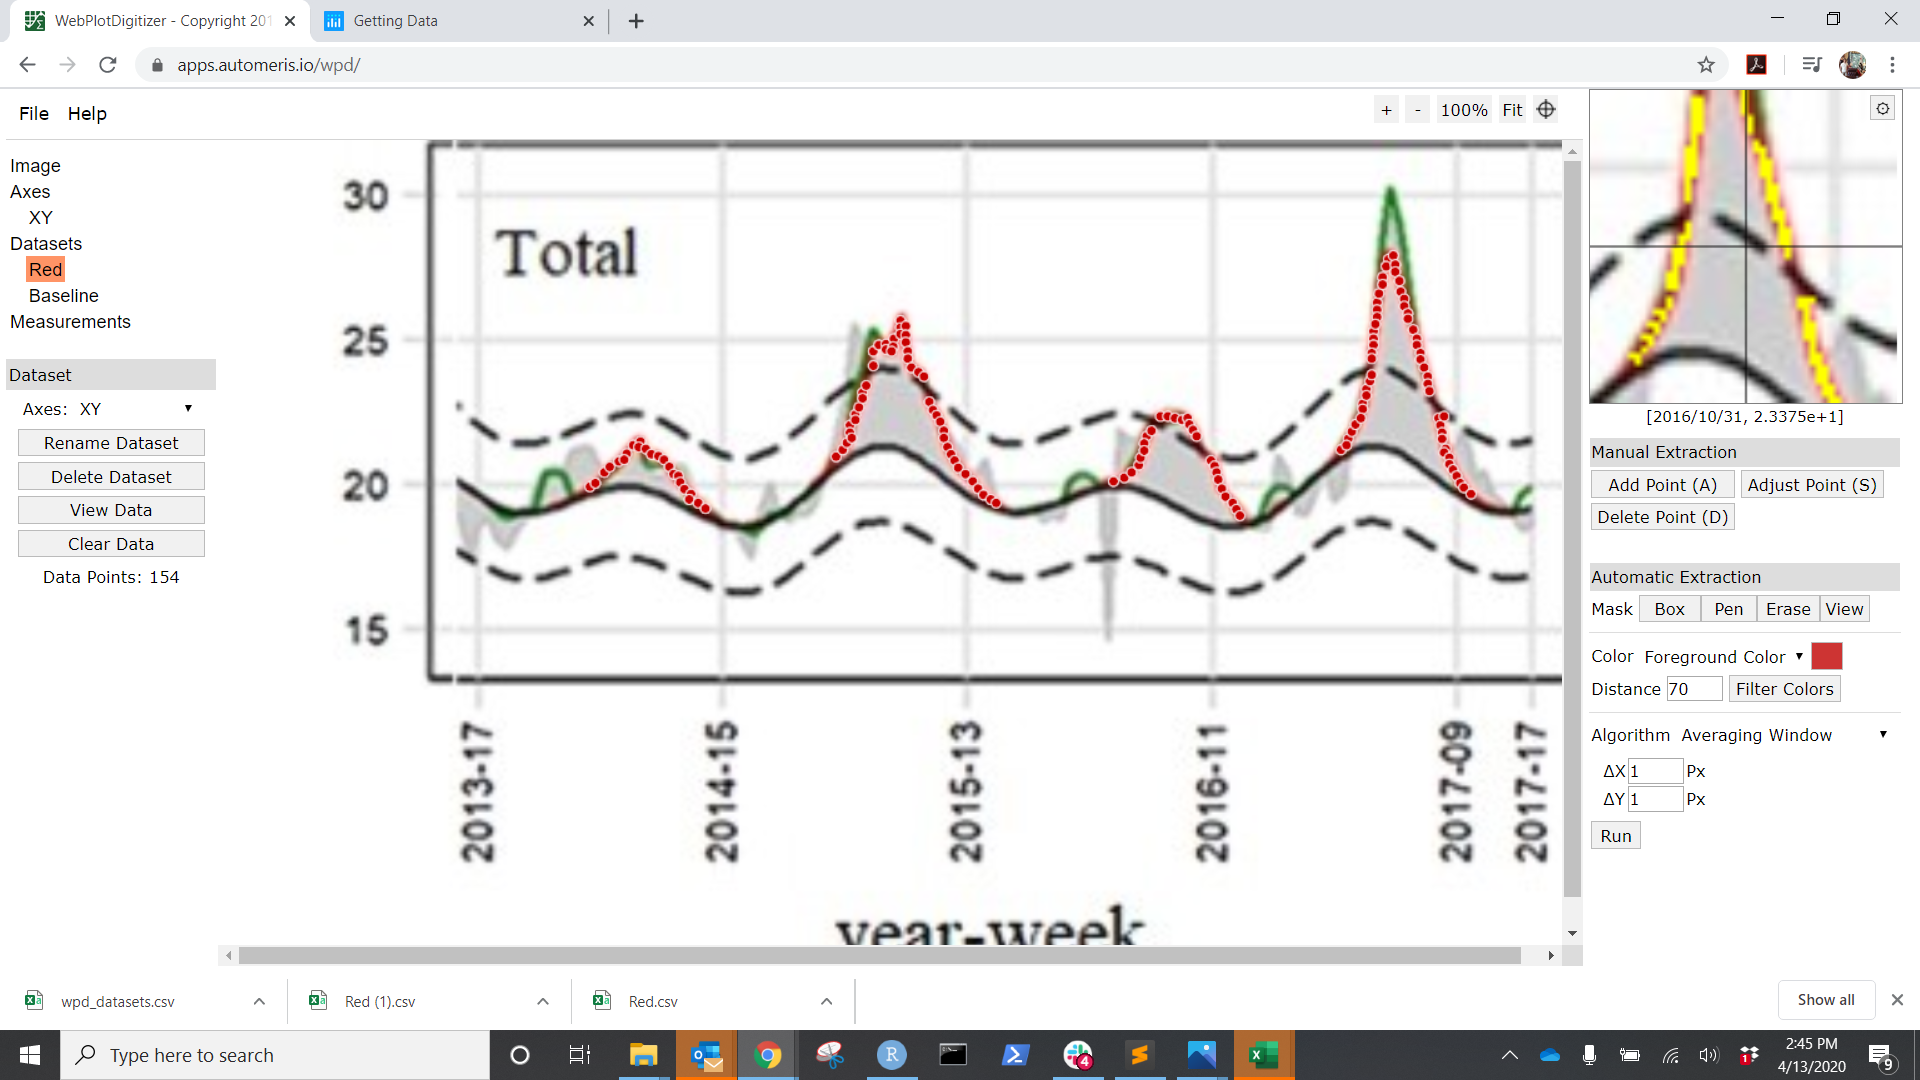 WebPlotDigitizer - Copyright 201
Getting Data
apps.automeris.io/wpd/
File Help
+ - 100% Fit
Image
Axes
XY
Datasets
Red
Baseline
Measurements
Dataset
Axes: XY
Rename Dataset
Delete Dataset
View Data
Clear Data
Data Points: 154
Total
30
25
20
15
2013-17
2014-15
2015-13
2016-11
2017-09
2017-17
year-week
[2016/10/31, 2.3375e+1]
Manual Extraction
Add Point (A) Adjust Point (S)
Delete Point (D)
Automatic Extraction
Mask Box Pen Erase View
Color Foreground Color
Distance 70 Filter Colors
Algorithm Averaging Window
ΔX 1 Px
ΔY 1 Px
Run
wpd_datasets.csv
Red (1).csv
Red.csv
Show all
Type here to search
R
4
1
2:45 PM
4/13/2020
9